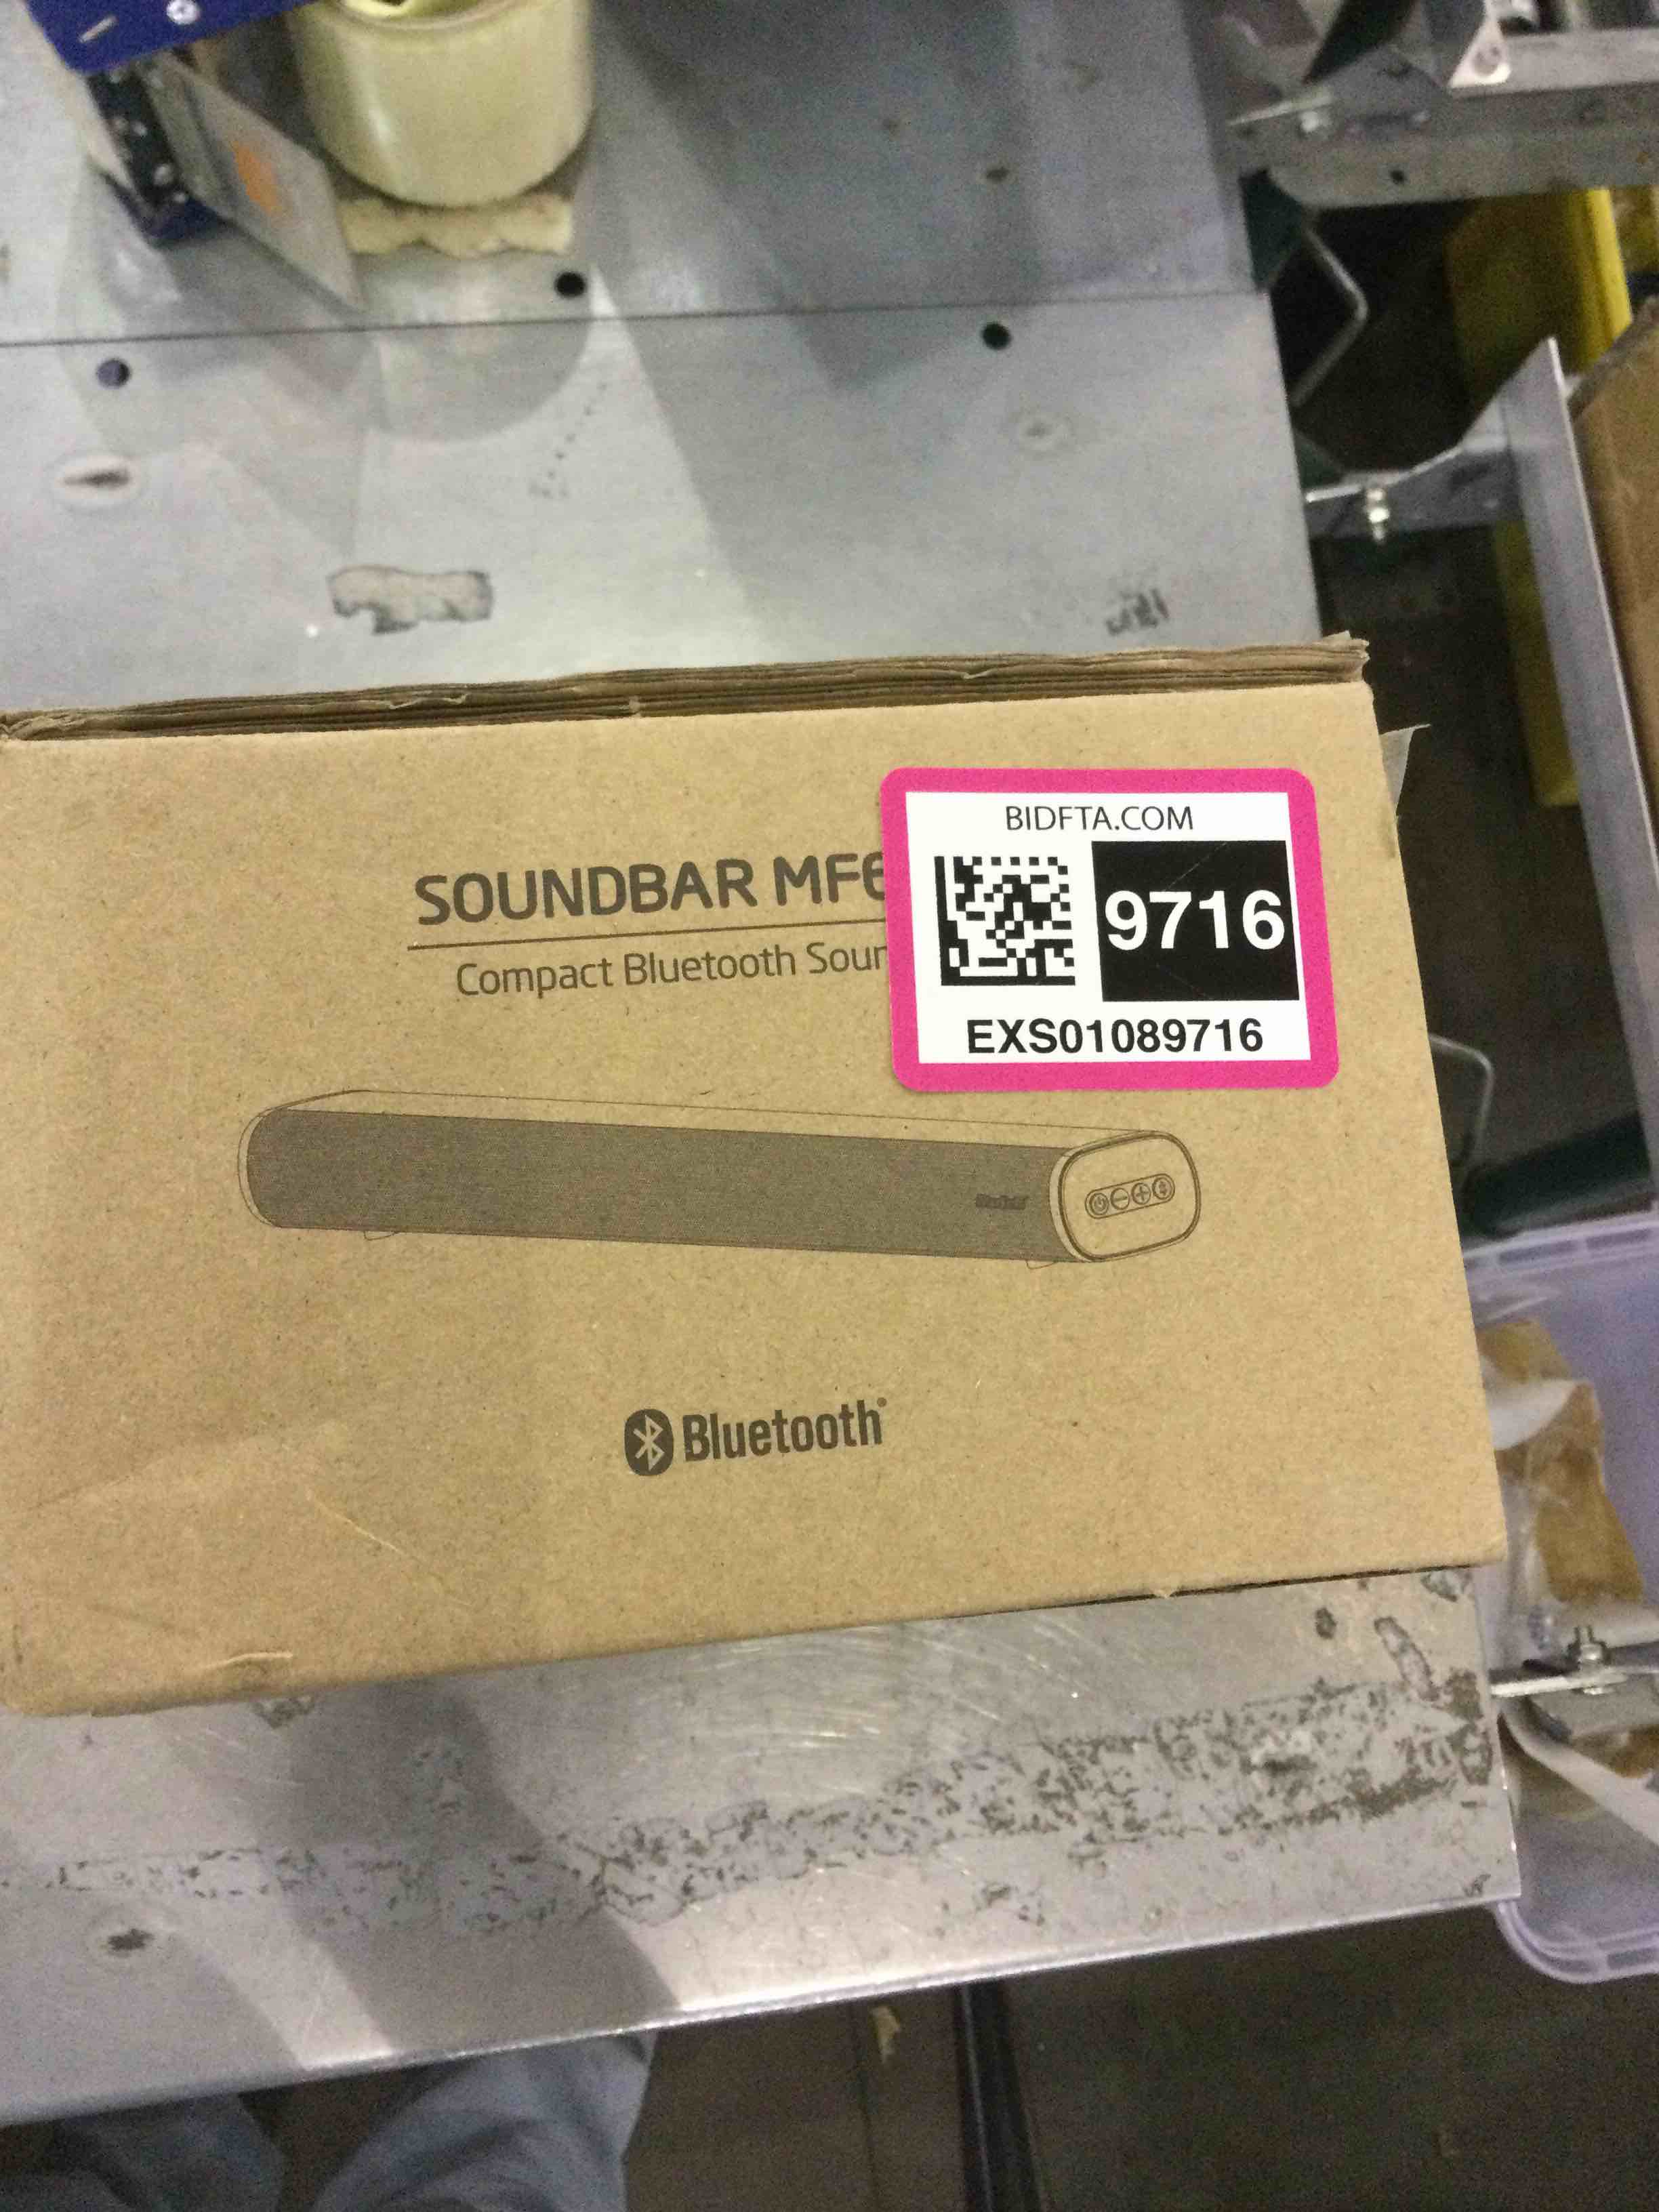 SOUNDBAR MF6
Compact Bluetooth Soun
BIDFTA.COM
9716
EXS01089716
Bluetooth®